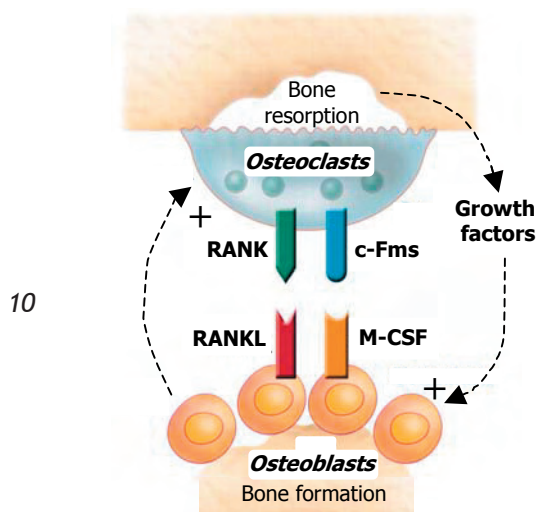 Bone
resorption
Osteoclasts
+
Growth
factors
RANK
c-Fms
10
RANKL
M-CSF
+
Osteoblasts
Bone formation